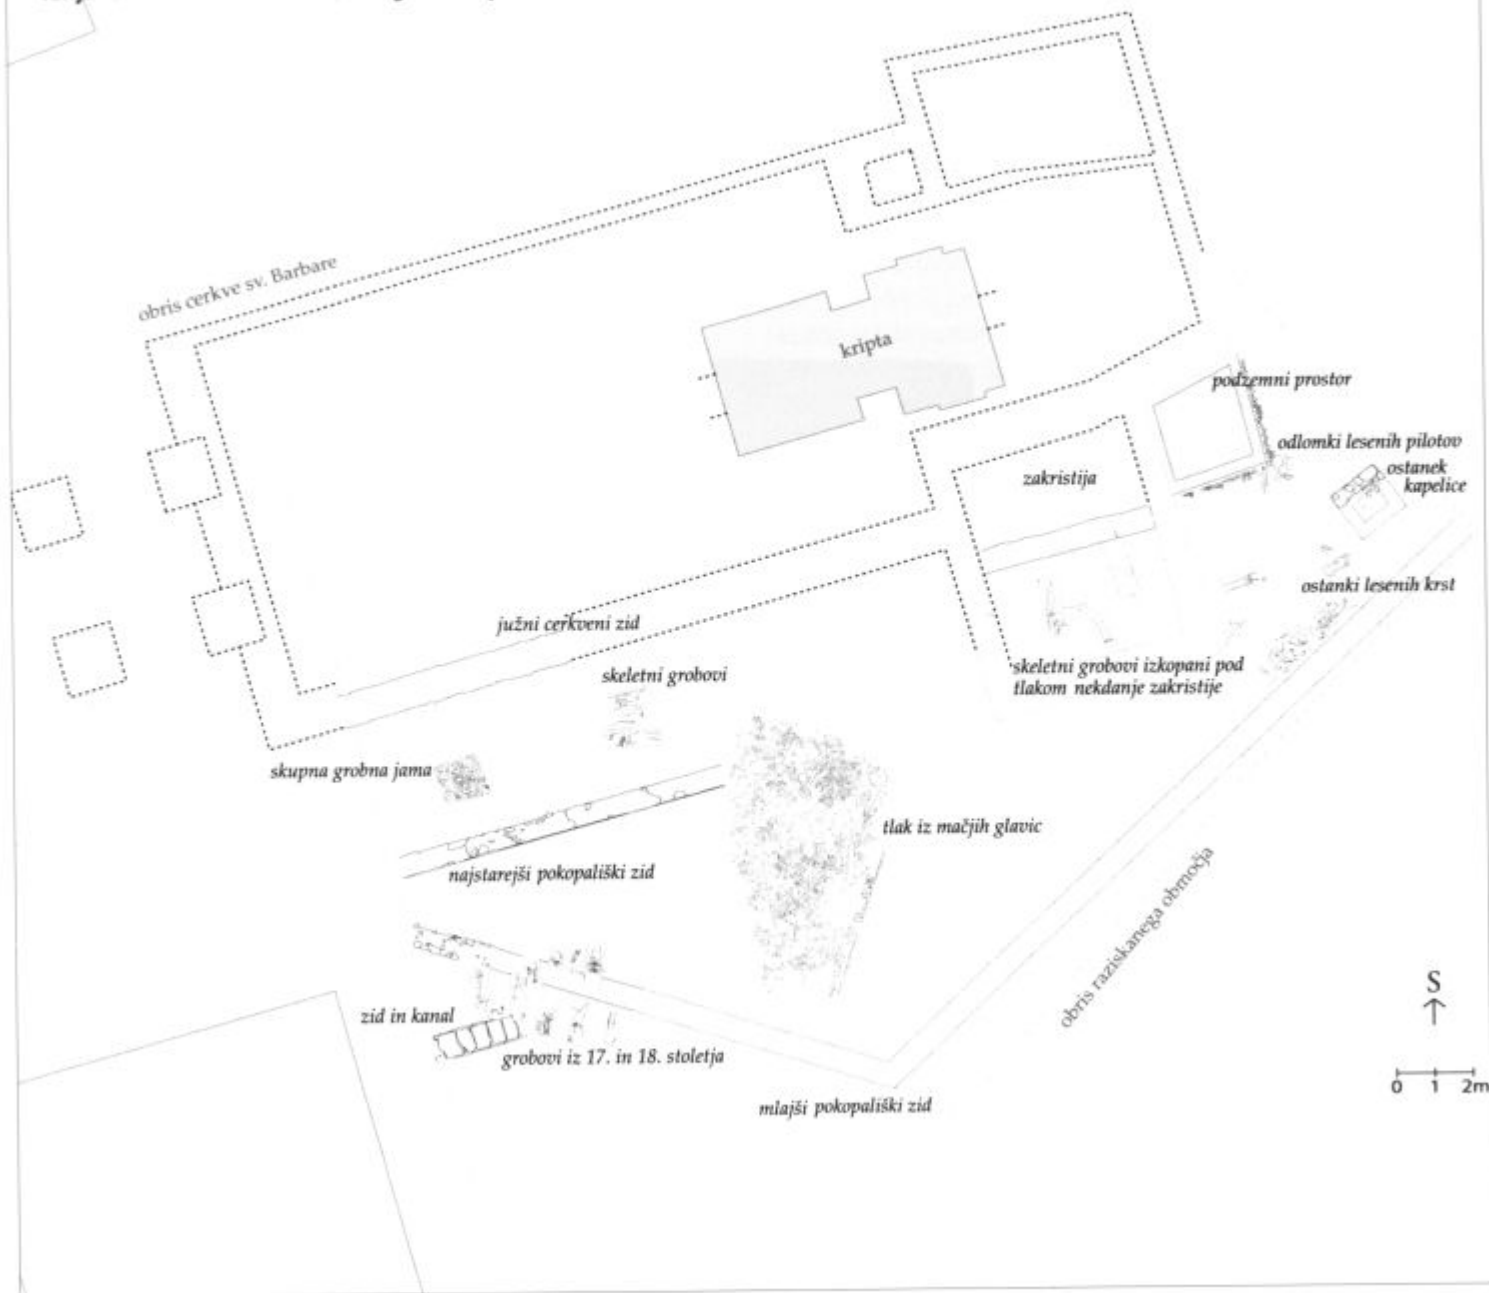 obris cerkve sv. Barbare
kripta
podzemni prostor
odlomki lesenih pilotov
ostanek
kapelice
zakristija
ostanki lesenih krst
južni cerkveni zid
skeletni grobovi izkopani pod
tlakom nekdanje zakristije
skeletni grobovi
skupna grobna jama
tlak iz mačjih glavic
najstarejši pokopališki zid
obris raziskanega območja
zid in kanal
grobovi iz 17. in 18. stoletja
mlajši pokopališki zid
S
0 1 2m